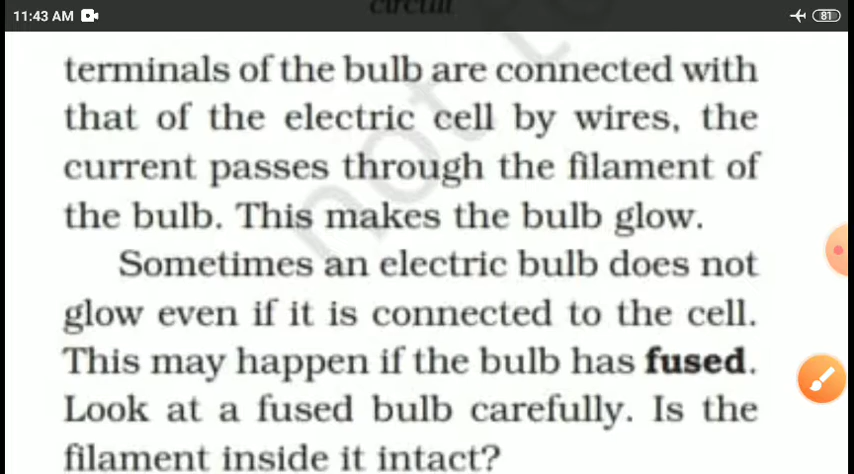 11:43 AM
81
terminals of the bulb are connected with
that of the electric cell by wires, the
current passes through the filament of
the bulb. This makes the bulb glow.
Sometimes an electric bulb does not
glow even if it is connected to the cell.
This may happen if the bulb has fused.
Look at a fused bulb carefully. Is the
filament inside it intact?